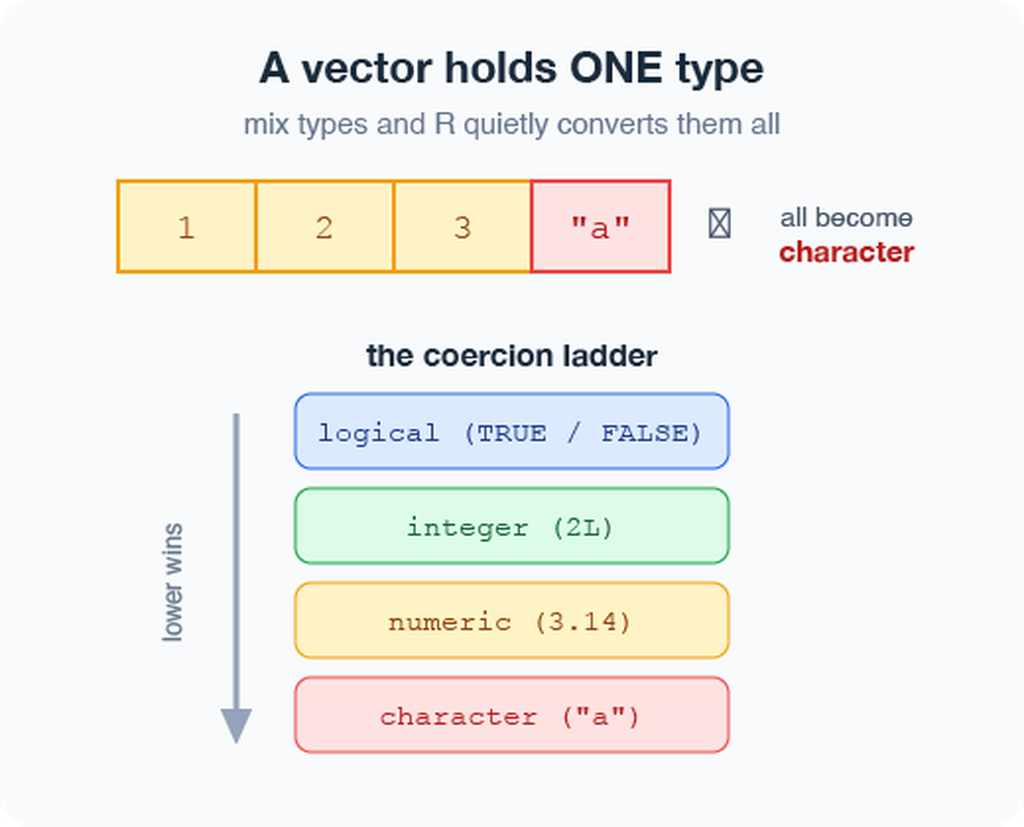 A vector holds ONE type
mix types and R quietly converts them all
1 2 3 "a"
all become
character
the coercion ladder
logical (TRUE / FALSE)
integer (2L)
numeric (3.14)
character ("a")
lower wins